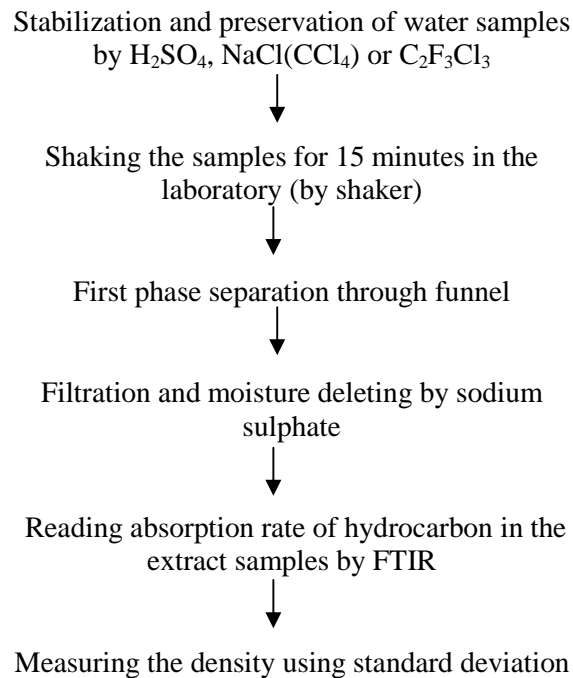 Stabilization and preservation of water samples
by H₂SO₄, NaCl(CCl₄) or C₂F₃Cl₃
Shaking the samples for 15 minutes in the
laboratory (by shaker)
First phase separation through funnel
Filtration and moisture deleting by sodium
sulphate
Reading absorption rate of hydrocarbon in the
extract samples by FTIR
Measuring the density using standard deviation